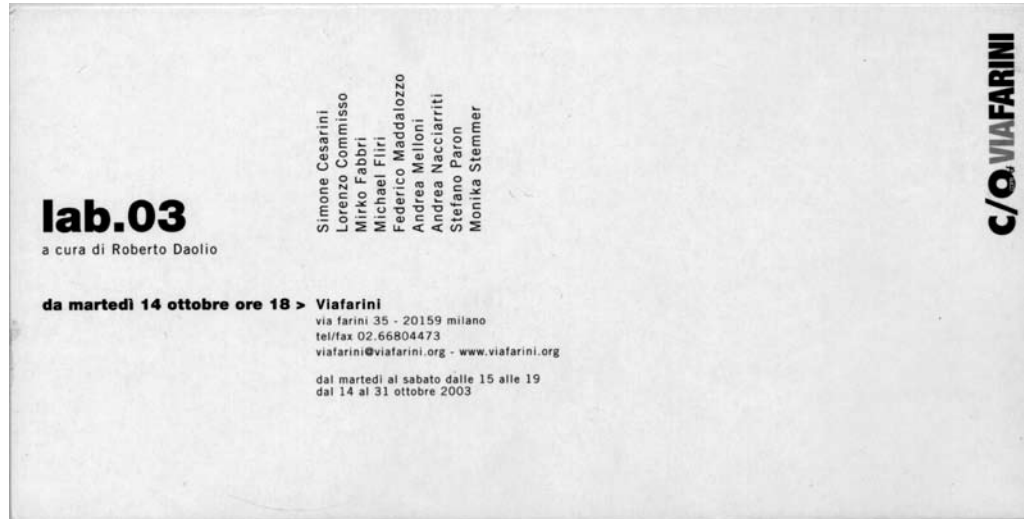 Simone Cesarini
Lorenzo Commisso
Mirko Fabbri
Michael Fliri
Federico Maddalozzo
Andrea Melloni
Andrea Nacciarriti
Stefano Paron
Monika Stemmer
lab.03
a cura di Roberto Daolio
da martedì 14 ottobre ore 18 > Viafarini
via farini 35 - 20159 milano
tel/fax 02.66804473
viafarini@viafarini.org - www.viafarini.org
dal martedì al sabato dalle 15 alle 19
dal 14 al 31 ottobre 2003
c/o VIAFARINI